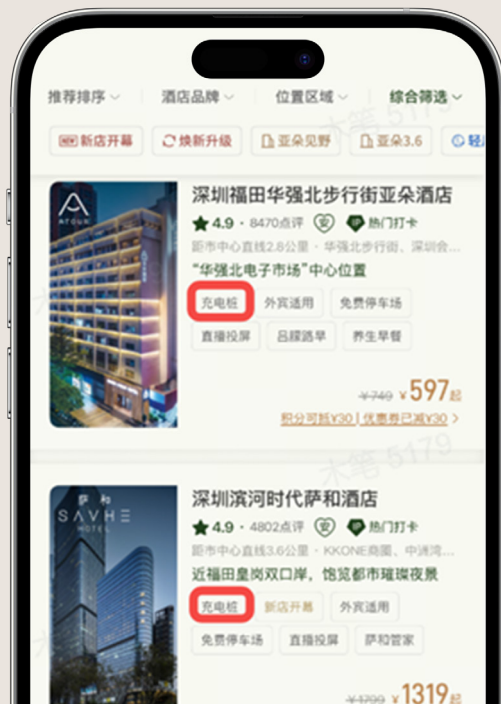 推荐排序 酒店品牌 位置区域 综合筛选
NEW 新店开幕 焕新升级 亚朵见野 亚朵3.6
ATOUR
深圳福田华强北步行街亚朵酒店
4.9 · 8470点评 安 热门打卡
距市中心直线2.8公里 · 华强北步行街、深圳会...
“华强北电子市场”中心位置
充电桩 外宾适用 免费停车场
直播投屏 吕朦路早 养生早餐
¥749 ¥597起
积分可抵¥30 | 优惠券已减¥30 >
木笔 5179
萨和
SAVHE
HOTEL
深圳滨河时代萨和酒店
4.9 · 4802点评 安 热门打卡
距市中心直线3.6公里 · KKONE商圈、中洲湾...
近福田皇岗双口岸，饱览都市璀璨夜景
充电桩 新店开幕 外宾适用
免费停车场 直播投屏 萨和管家
¥1799 ¥1319起